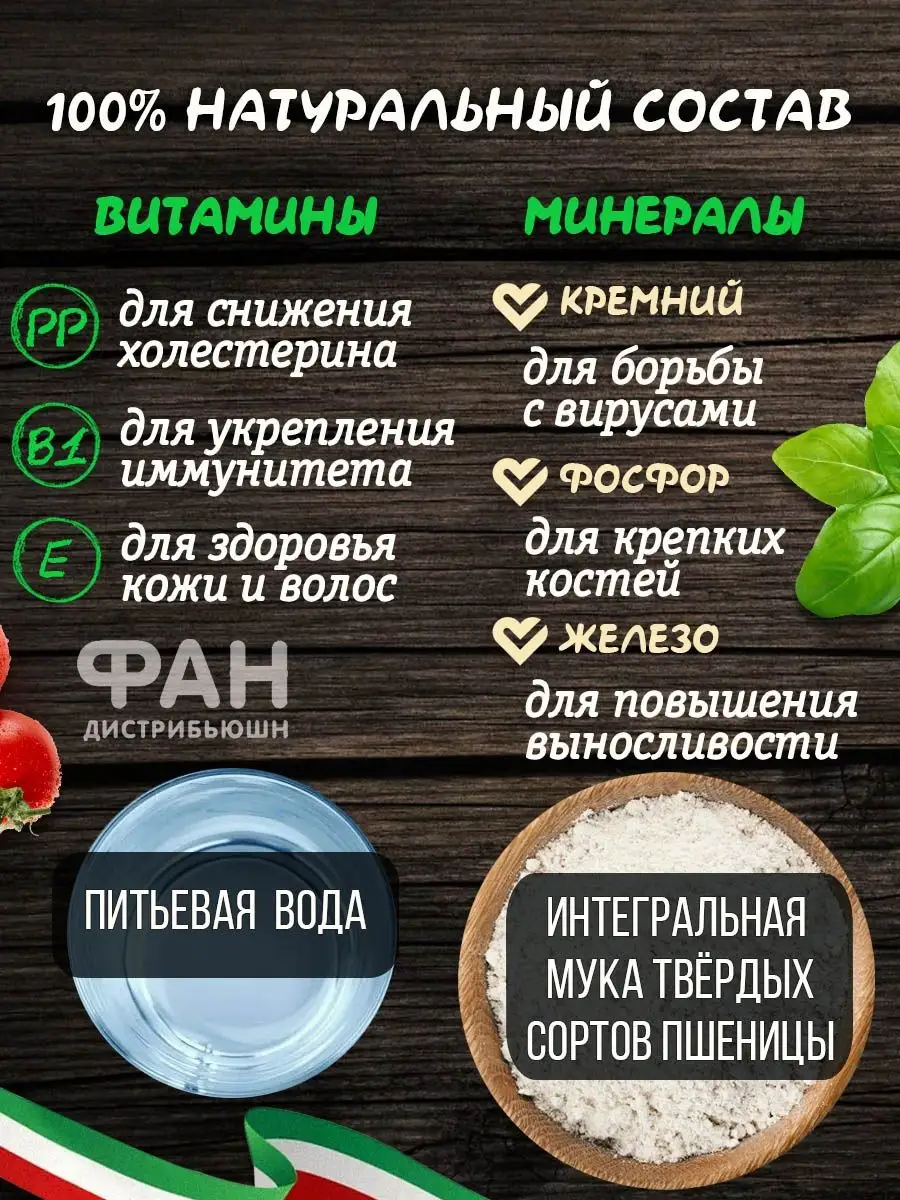 100% НАТУРАЛЬНЫЙ СОСТАВ
ВИТАМИНЫ
PP
для снижения
холестерина
B1
для укрепления
иммунитета
E
для здоровья
кожи и волос
МИНЕРАЛЫ
КРЕМНИЙ
для борьбы
с вирусами
ФОСФОР
для крепких
костей
ЖЕЛЕЗО
для повышения
выносливости
ФАН
ДИСТРИБЬЮШН
ПИТЬЕВАЯ ВОДА
ИНТЕГРАЛЬНАЯ
МУКА ТВЁРДЫХ
СОРТОВ ПШЕНИЦЫ